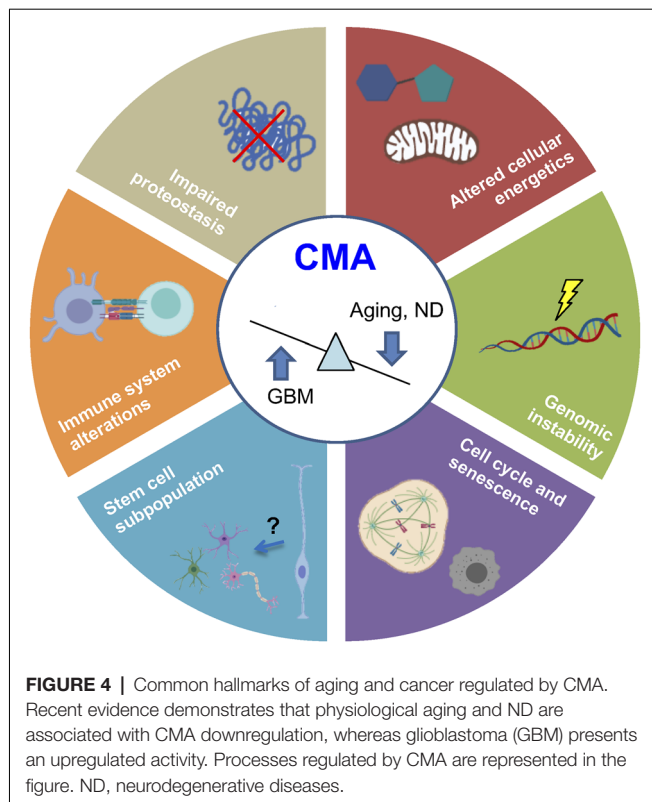 Impaired
proteostasis
Altered cellular
energetics
CMA
Aging, ND
GBM
Immune system
alterations
Genomic
instability
Stem cell
subpopulation
?
Cell cycle and
senescence
FIGURE 4 | Common hallmarks of aging and cancer regulated by CMA.
Recent evidence demonstrates that physiological aging and ND are
associated with CMA downregulation, whereas glioblastoma (GBM) presents
an upregulated activity. Processes regulated by CMA are represented in the
figure. ND, neurodegenerative diseases.